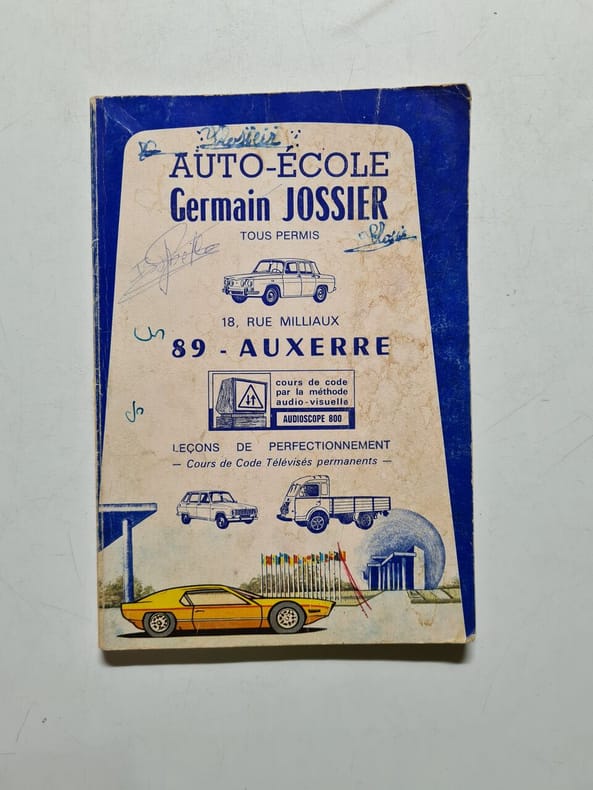 AUTO-ÉCOLE
Germain JOSSIER
TOUS PERMIS
18, RUE MILLIAUX
89 - AUXERRE
cours de code
par la méthode
audio-visuelle
AUDIOSCOPE 800
LEÇONS DE PERFECTIONNEMENT
— Cours de Code Télévisés permanents —